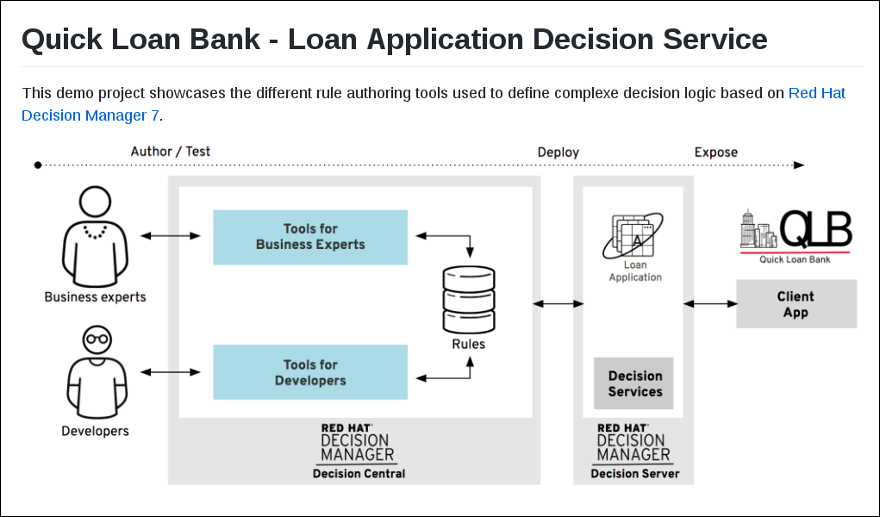 Quick Loan Bank - Loan Application Decision Service
This demo project showcases the different rule authoring tools used to define complexe decision logic based on Red Hat
Decision Manager 7.
Author / Test
Deploy
Expose
Tools for
Business Experts
Business experts
Rules
Tools for
Developers
Developers
RED HAT
DECISION
MANAGER
Decision Central
A
Loan
Application
Decision
Services
RED HAT
DECISION
MANAGER
Decision Server
QLB
Quick Loan Bank
Client
App